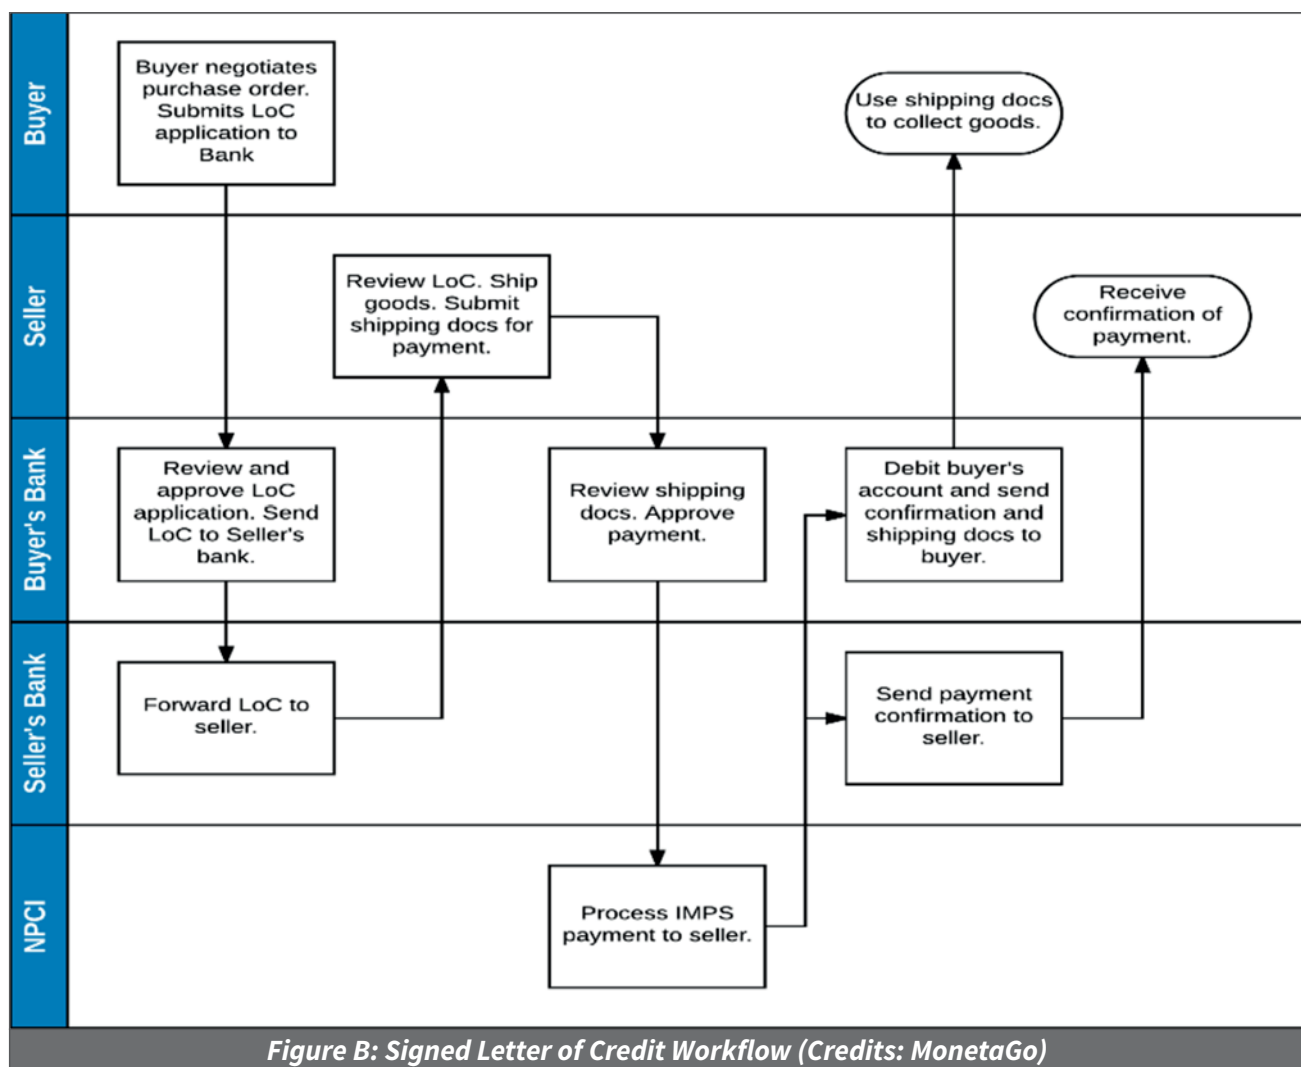 Buyer
Buyer negotiates
purchase order.
Submits LoC
application to
Bank
Use shipping docs
to collect goods.
Seller
Review LoC. Ship
goods. Submit
shipping docs for
payment.
Receive
confirmation of
payment.
Buyer's Bank
Review and
approve LoC
application. Send
LoC to Seller's
bank.
Review shipping
docs. Approve
payment.
Debit buyer's
account and send
confirmation and
shipping docs to
buyer.
Seller's Bank
Forward LoC to
seller.
Send payment
confirmation to
seller.
NPCI
Process IMPS
payment to seller.
Figure B: Signed Letter of Credit Workflow (Credits: MonetaGo)